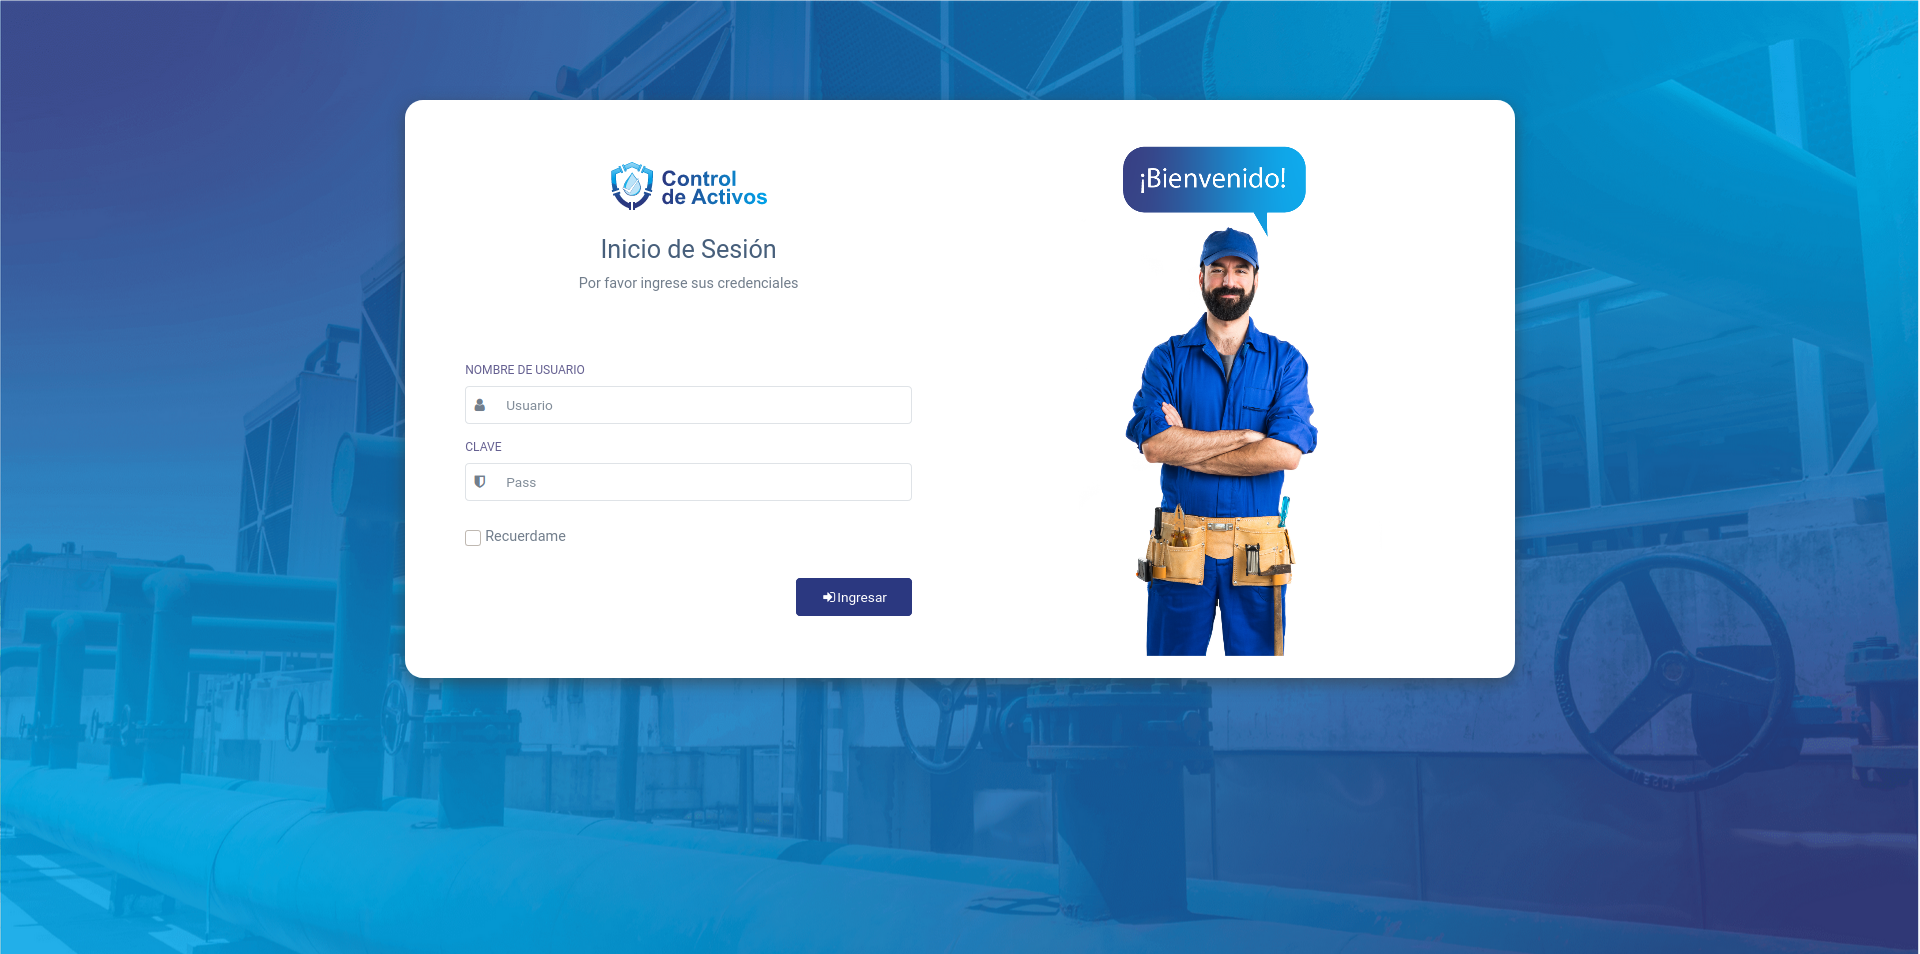 Control
de Activos
Inicio de Sesión
Por favor ingrese sus credenciales
NOMBRE DE USUARIO
Usuario
CLAVE
Pass
Recuerdame
Ingresar
¡Bienvenido!